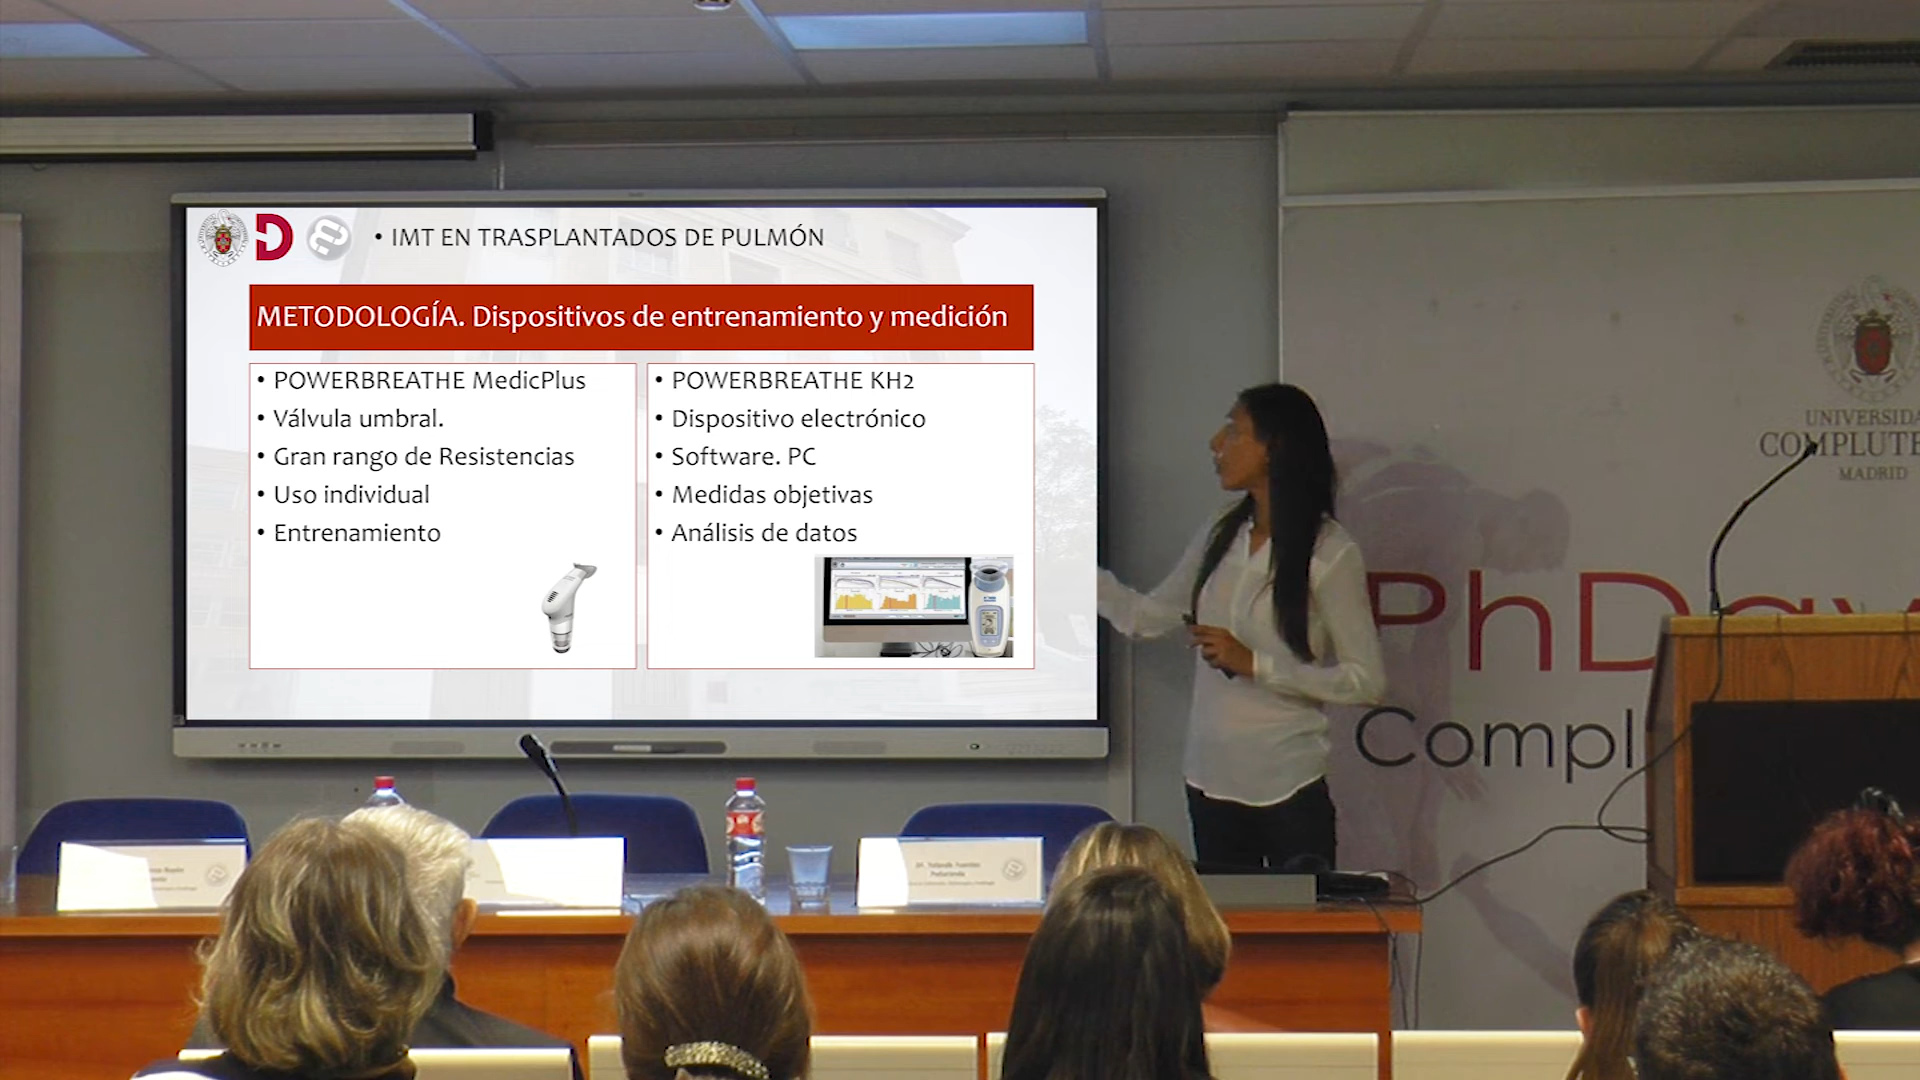 • IMT EN TRASPLANTADOS DE PULMÓN
METODOLOGÍA. Dispositivos de entrenamiento y medición
• POWERBREATHE MedicPlus
• Válvula umbral.
• Gran rango de Resistencias
• Uso individual
• Entrenamiento
• POWERBREATHE KH2
• Dispositivo electrónico
• Software. PC
• Medidas objetivas
• Análisis de datos
UNIVERSIDA
COMPLUTE
MADRID
PhDay
Compl